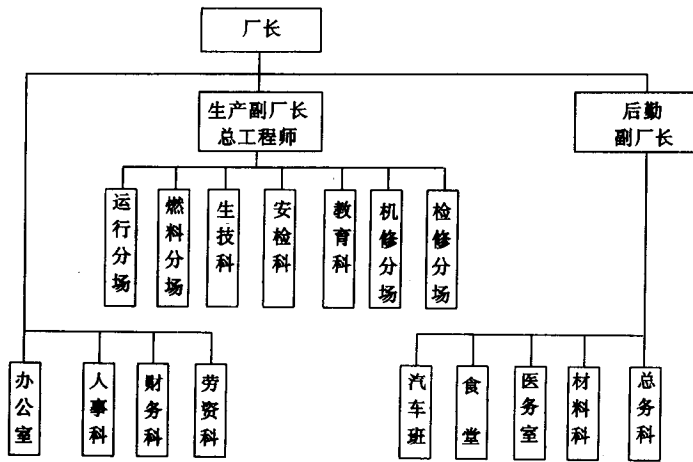 厂长
生产副厂长
总工程师
后勤
副厂长
运行分场
燃料分场
生技科
安检科
教育科
机修分场
检修分场
办公室
人事科
财务科
劳资科
汽车班
食堂
医务室
材料科
总务科